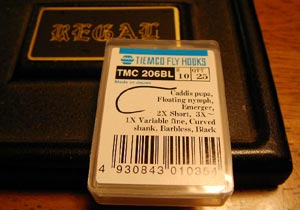 REGAL
TIEMCO FLY HOOKS
TMC 206BL
# QTY
10 25
Made in Japan
Caddis pupa,
Floating nymph,
Emerger,
2X Short, 3X
1X Variable fine, Curved
shank, Barbless, Black
4 930843 010354